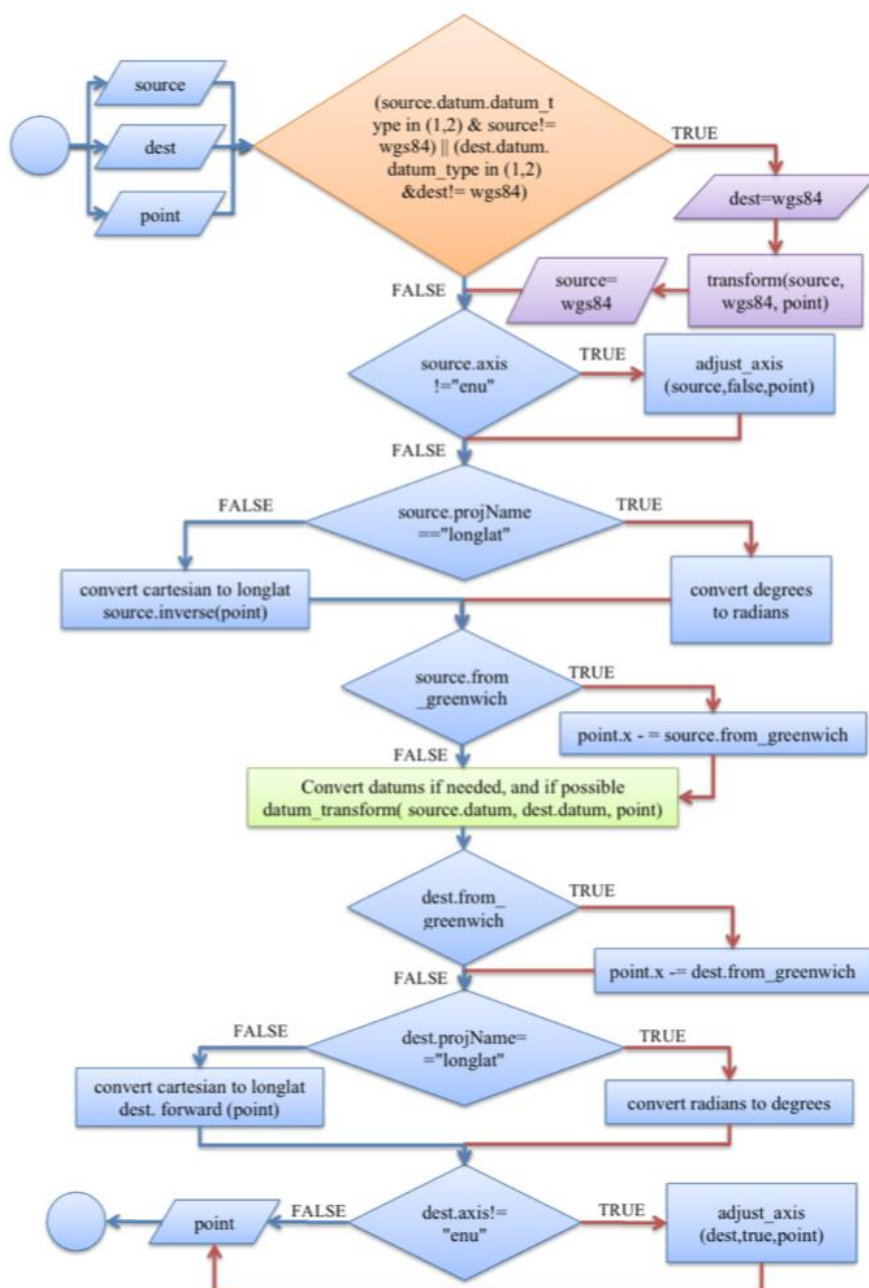 source
dest
point
(source.datum.datum_t
ype in (1,2) & source!=
wgs84) || (dest.datum.
datum_type in (1,2)
&dest!= wgs84)
TRUE
dest=wgs84
FALSE
source=
wgs84
transform(source,
wgs84, point)
source.axis
!="enu"
TRUE
adjust_axis
(source,false,point)
FALSE
FALSE
source.projName
=="longlat"
TRUE
convert cartesian to longlat
source.inverse(point)
convert degrees
to radians
source.from
_greenwich
TRUE
point.x - = source.from_greenwich
FALSE
Convert datums if needed, and if possible
datum_transform( source.datum, dest.datum, point)
dest.from_
greenwich
TRUE
point.x -= dest.from_greenwich
FALSE
FALSE
dest.projName=
="longlat"
TRUE
convert cartesian to longlat
dest. forward (point)
convert radians to degrees
point
FALSE
dest.axis!=
"enu"
TRUE
adjust_axis
(dest,true,point)